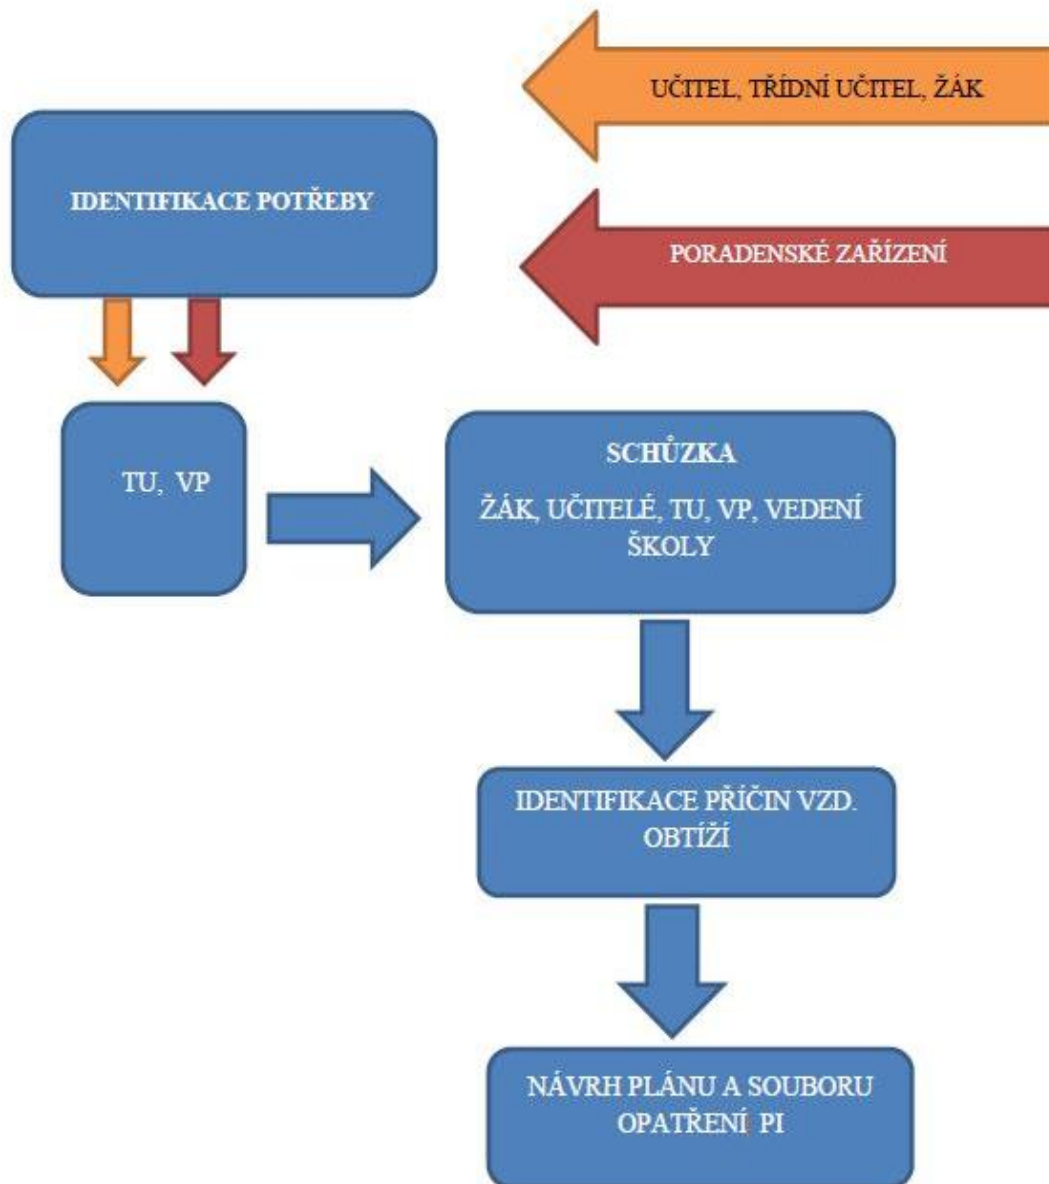 UČITEL, TŘÍDNÍ UČITEL, ŽÁK
IDENTIFIKACE POTŘEBY
PORADENSKÉ ZAŘÍZENÍ
TU, VP
SCHŮZKA
ŽÁK, UČITELÉ, TU, VP, VEDENÍ
ŠKOLY
IDENTIFIKACE PŘÍČIN VZD.
OBTÍŽÍ
NÁVRH PLÁNU A SOUBORU
OPATŘENÍ PI